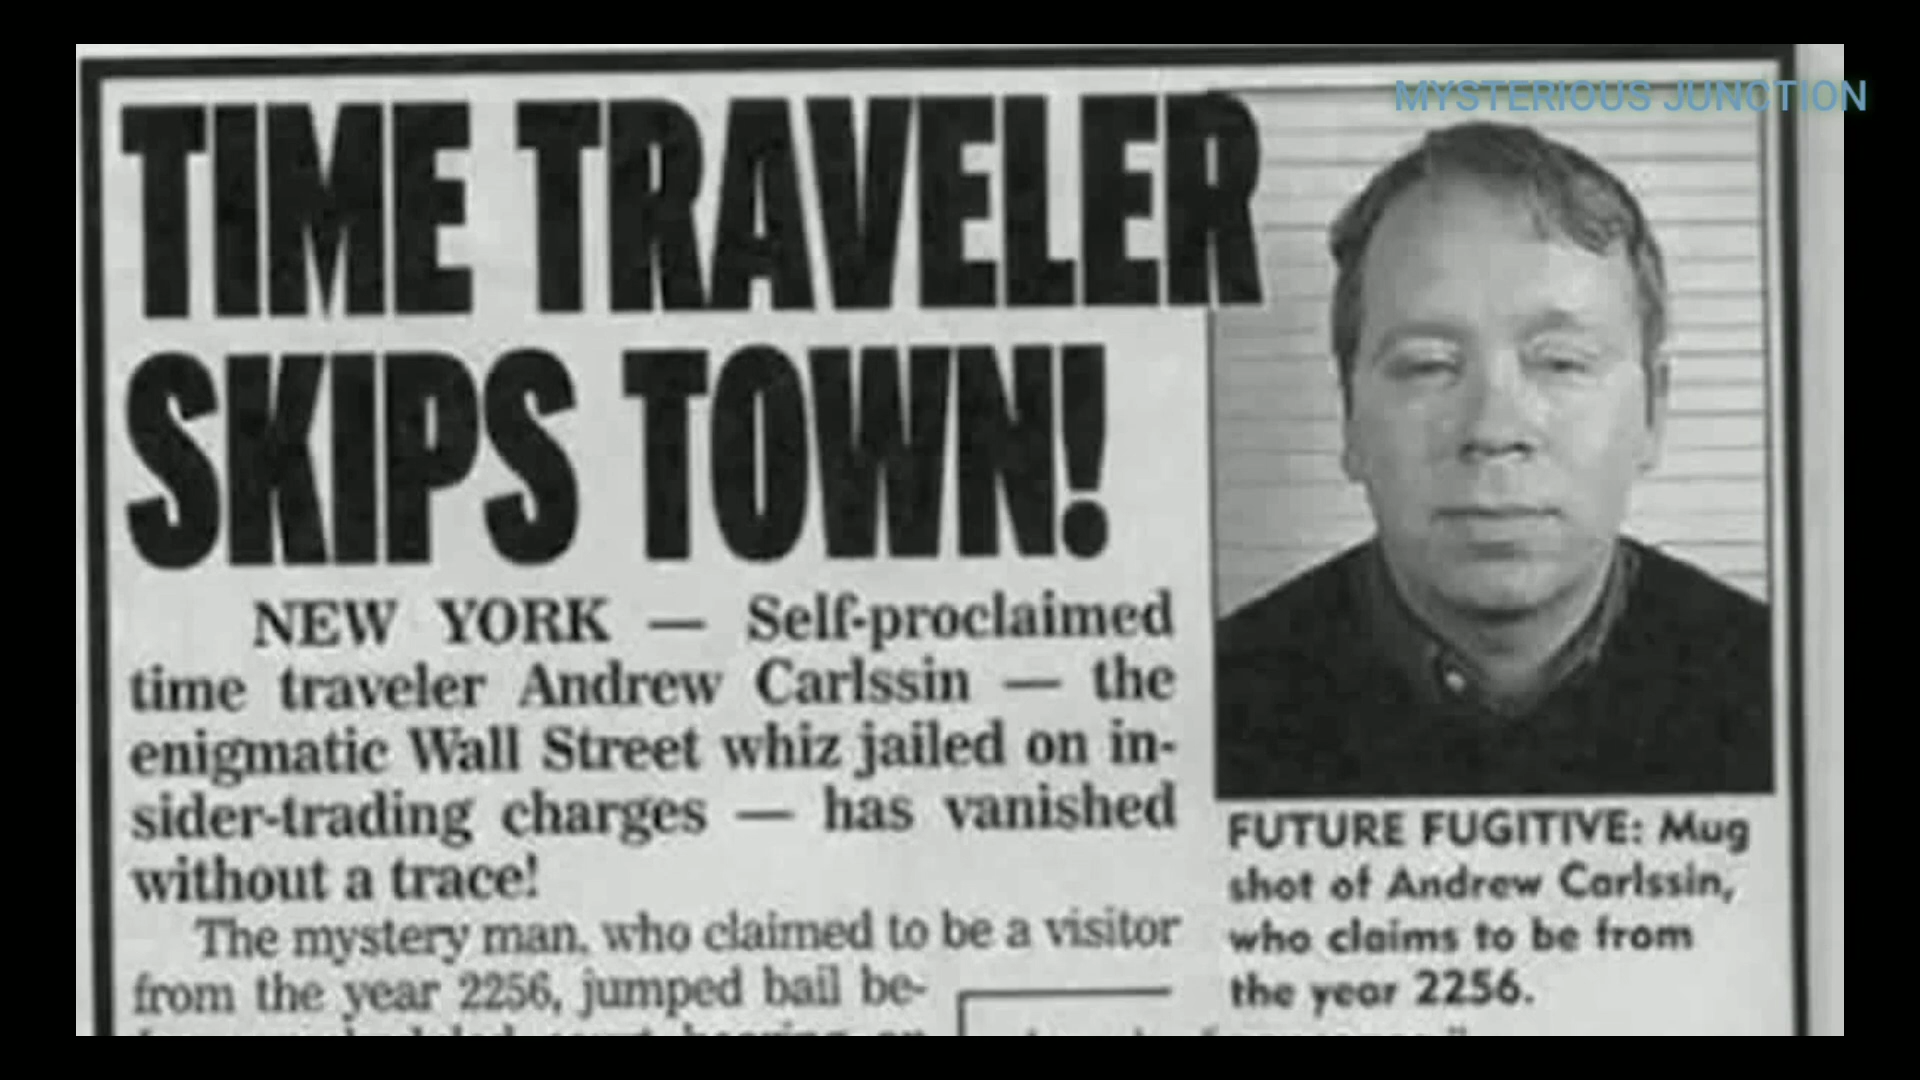 MYSTERIOUS JUNCTION
TIME TRAVELER
SKIPS TOWN!
NEW YORK — Self-proclaimed
time traveler Andrew Carlssin — the
enigmatic Wall Street whiz jailed on in-
sider-trading charges — has vanished
without a trace!
The mystery man, who claimed to be a visitor
from the year 2256, jumped bail be-
FUTURE FUGITIVE: Mug
shot of Andrew Carlssin,
who claims to be from
the year 2256.